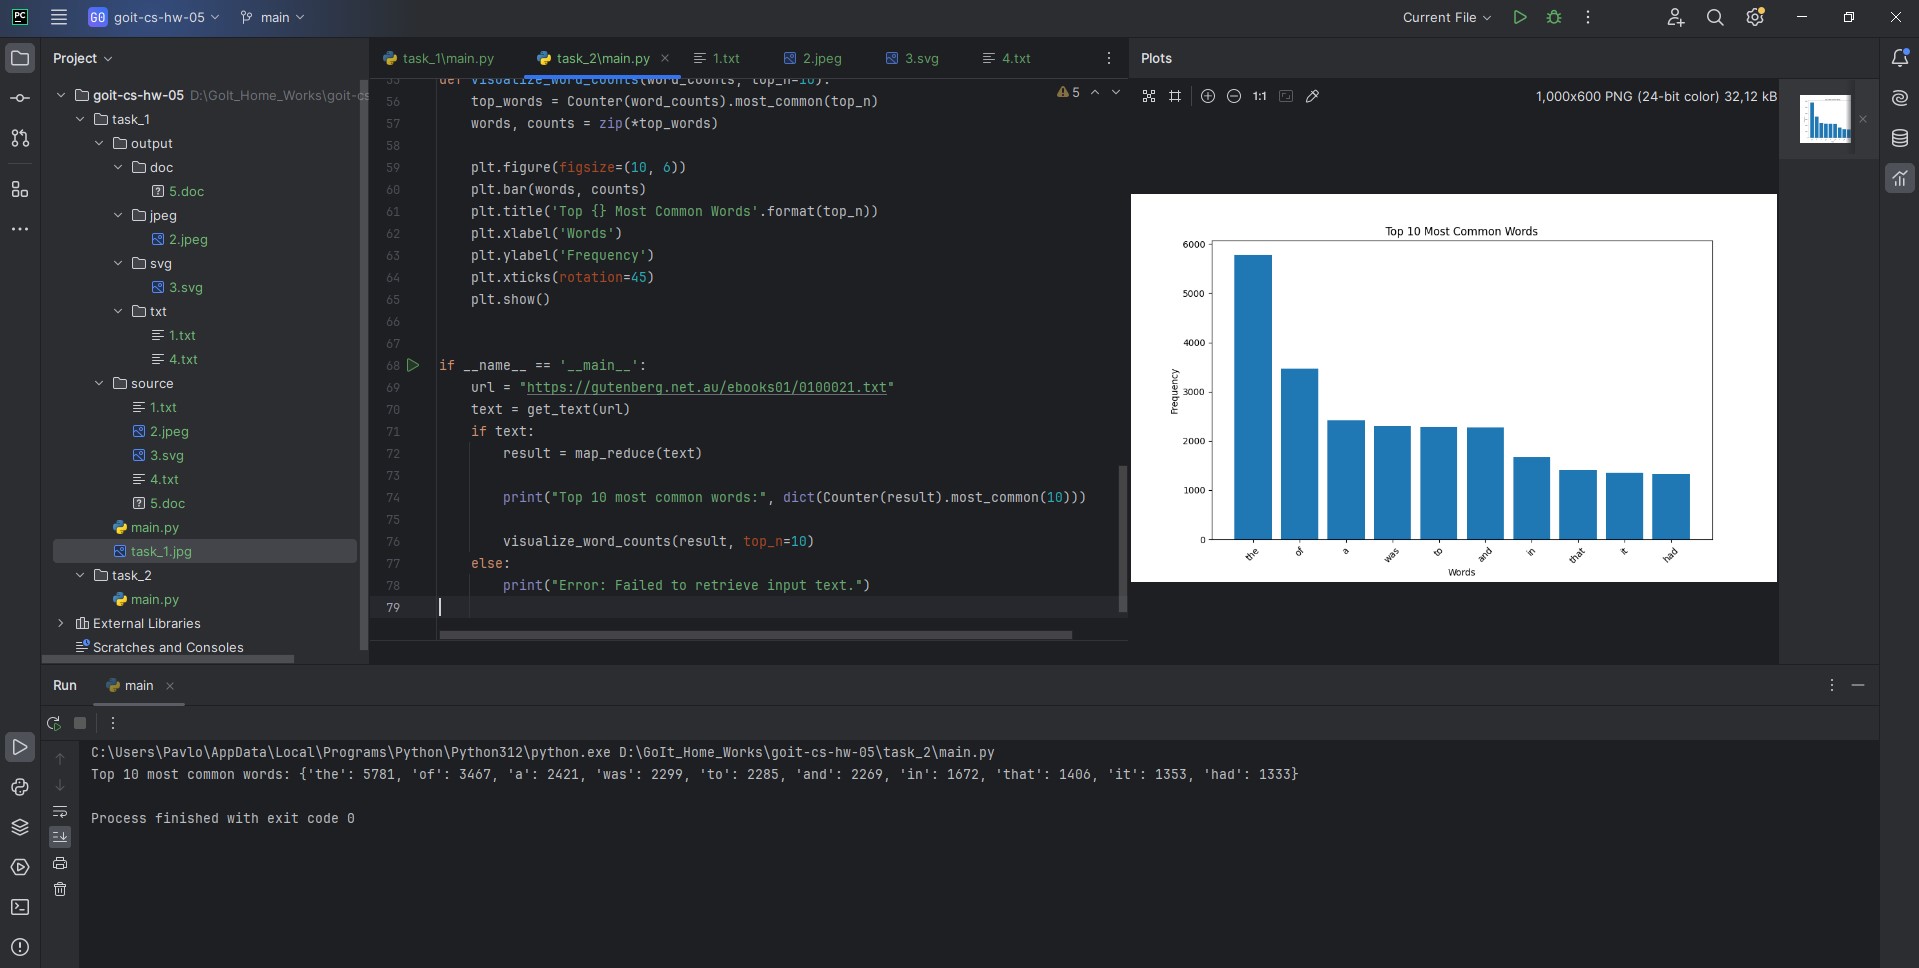 PC
G0 goit-cs-hw-05 main Current File
Project
task_1\main.py task_2\main.py 1.txt 2.jpeg 3.svg 4.txt
Plots
goit-cs-hw-05 D:\GoIt_Home_Works\goit-cs
task_1
output
doc
5.doc
jpeg
2.jpeg
svg
3.svg
txt
1.txt
4.txt
source
1.txt
2.jpeg
3.svg
4.txt
5.doc
main.py
task_1.jpg
task_2
main.py
External Libraries
Scratches and Consoles
5
55 def visualize_word_counts(word_counts, top_n=10):
56 top_words = Counter(word_counts).most_common(top_n)
57 words, counts = zip(*top_words)
58
59 plt.figure(figsize=(10, 6))
60 plt.bar(words, counts)
61 plt.title('Top {} Most Common Words'.format(top_n))
62 plt.xlabel('Words')
63 plt.ylabel('Frequency')
64 plt.xticks(rotation=45)
65 plt.show()
66
67
68 if __name__ == '__main__':
69 url = "https://gutenberg.net.au/ebooks01/0100021.txt"
70 text = get_text(url)
71 if text:
72 result = map_reduce(text)
73
74 print("Top 10 most common words:", dict(Counter(result).most_common(10)))
75
76 visualize_word_counts(result, top_n=10)
77 else:
78 print("Error: Failed to retrieve input text.")
79
1:1 1,000x600 PNG (24-bit color) 32,12 kB
Top 10 Most Common Words
6000
5000
4000
3000
2000
1000
0
Frequency
the of a was to and in that it had
Words
Run main
C:\Users\Pavlo\AppData\Local\Programs\Python\Python312\python.exe D:\GoIt_Home_Works\goit-cs-hw-05\task_2\main.py
Top 10 most common words: {'the': 5781, 'of': 3467, 'a': 2421, 'was': 2299, 'to': 2285, 'and': 2269, 'in': 1672, 'that': 1406, 'it': 1353, 'had': 1333}
Process finished with exit code 0